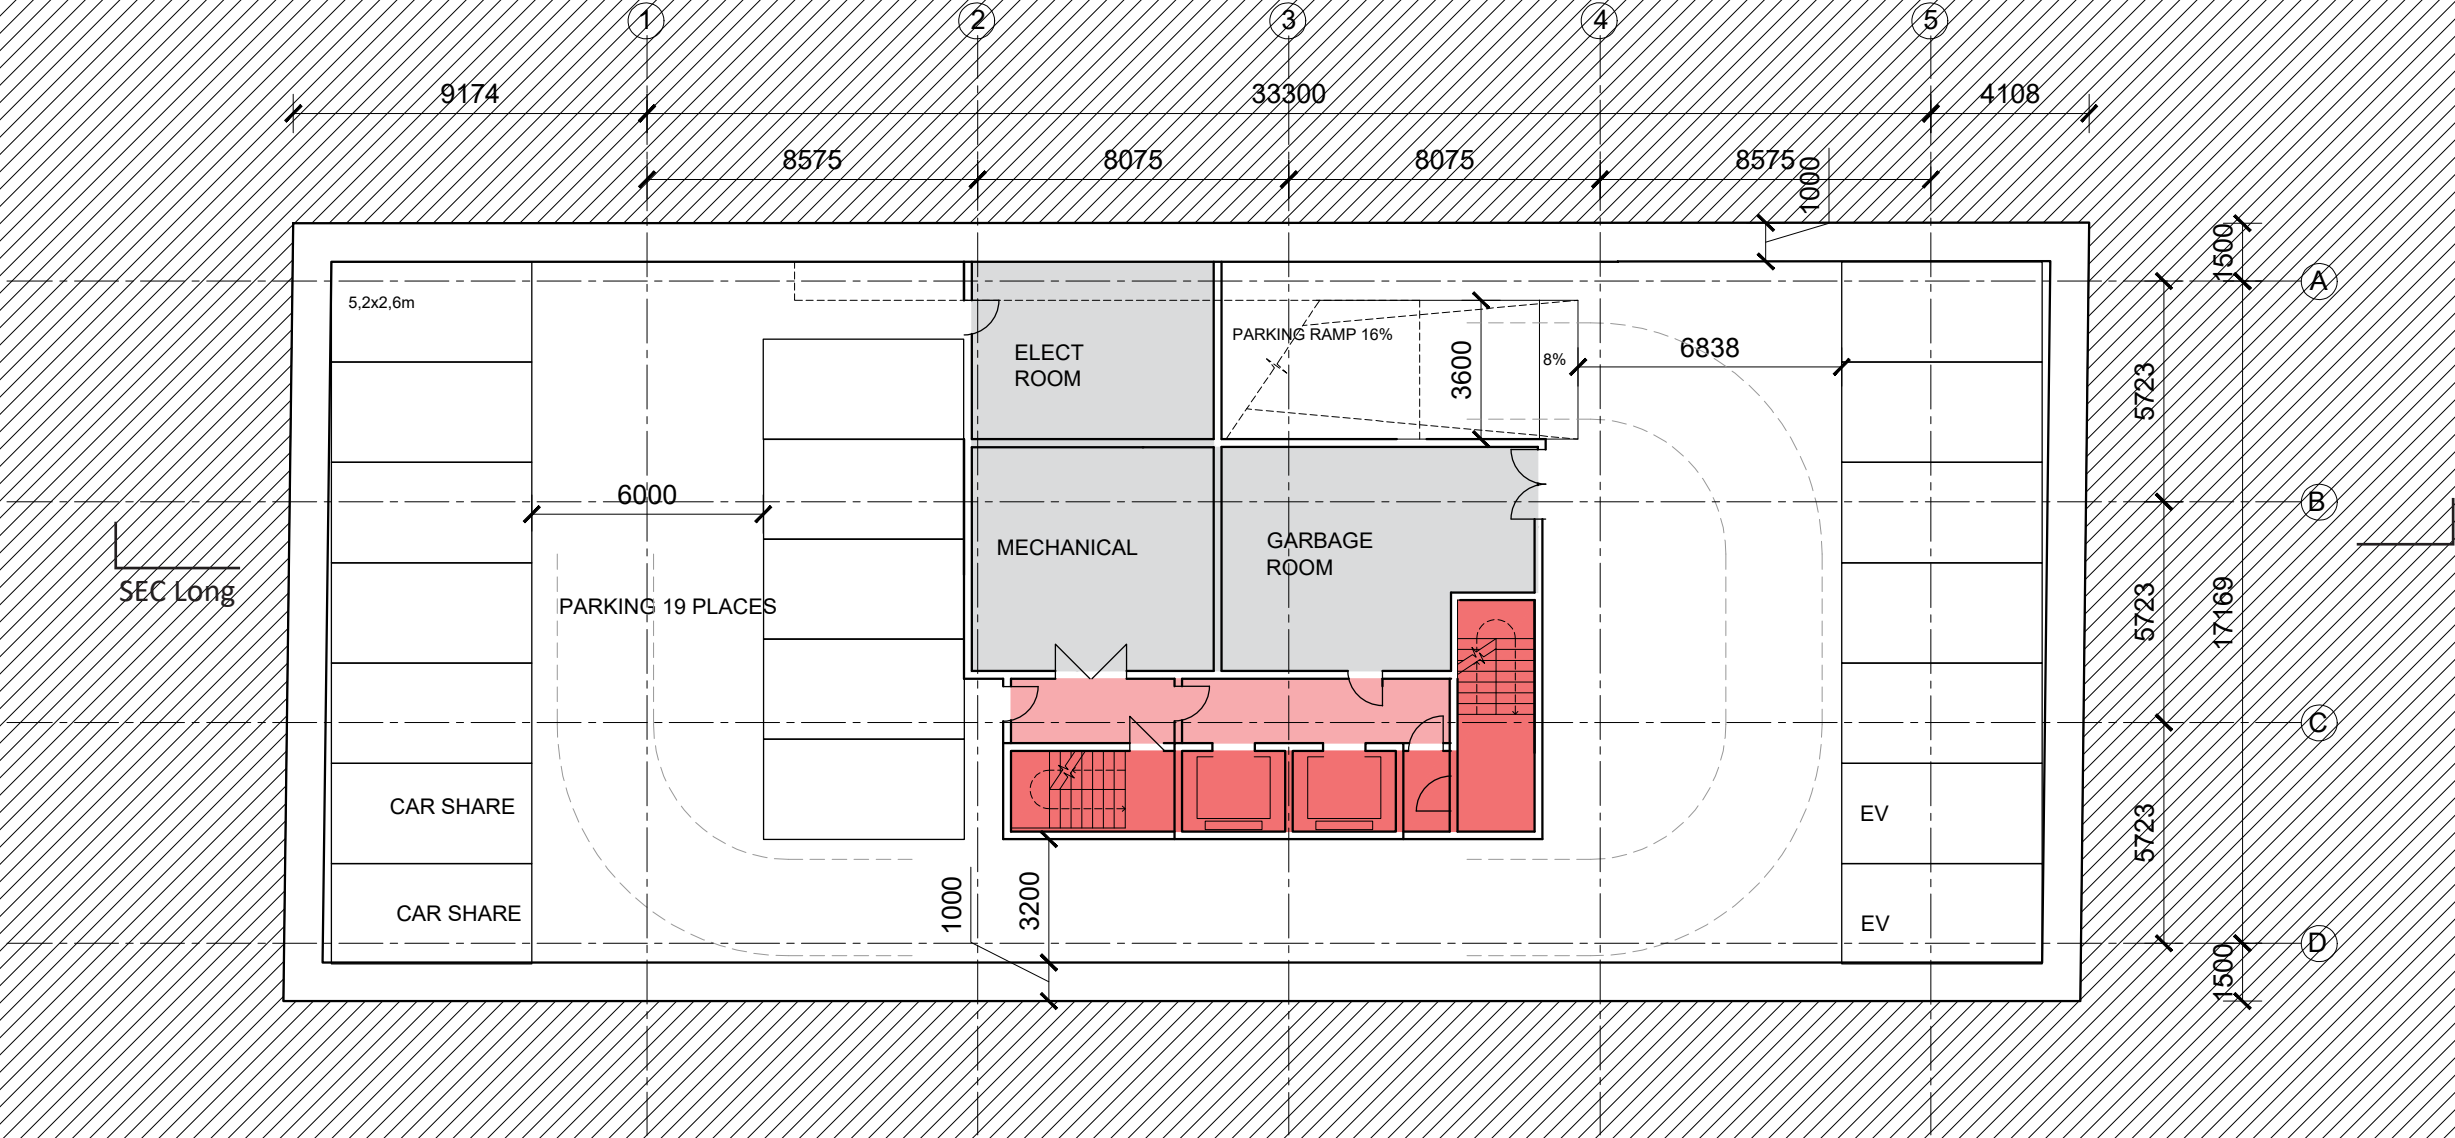 1
2
3
4
5
9174
33300
4108
8575
8075
8075
8575
1000
1500
A
5,2x2,6m
PARKING RAMP 16%
ELECT
ROOM
3600
8%
6838
5723
6000
B
MECHANICAL
GARBAGE
ROOM
SEC Long
PARKING 19 PLACES
5723
17169
C
CAR SHARE
EV
5723
1000
3200
CAR SHARE
EV
D
1500